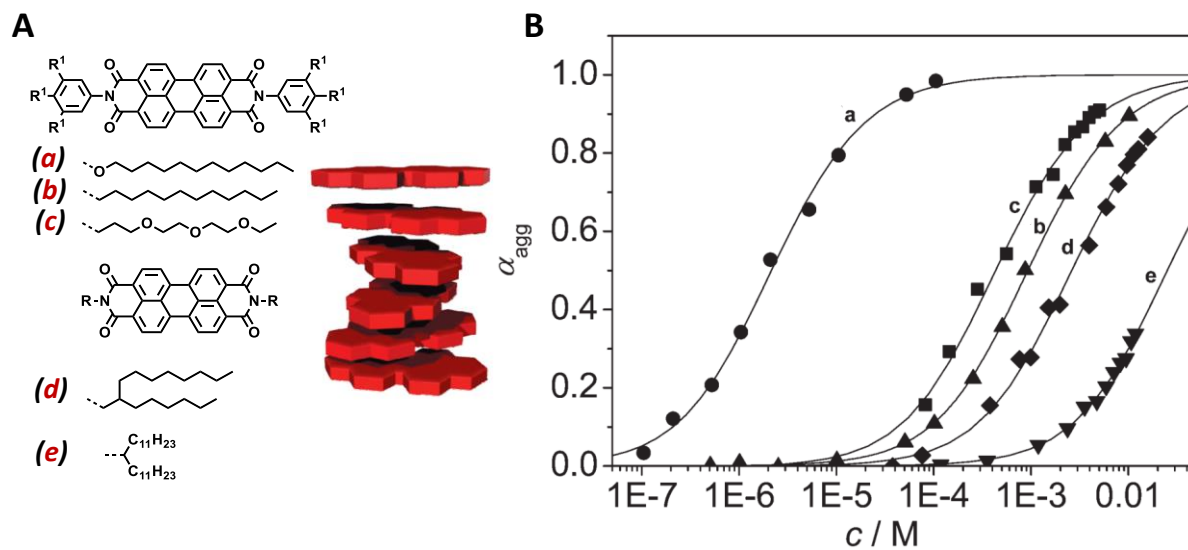 A
R¹ R¹
R¹ N N R¹
R¹ R¹
O O
O O
(a) O
(b)
(c) O O O
O O
R-N N-R
O O
(d)
(e) C₁₁H₂₃
C₁₁H₂₃
B
1.0
0.8
0.6
0.4
0.2
0.0
αagg
a
c
b
d
e
1E-7 1E-6 1E-5 1E-4 1E-3 0.01
c / M